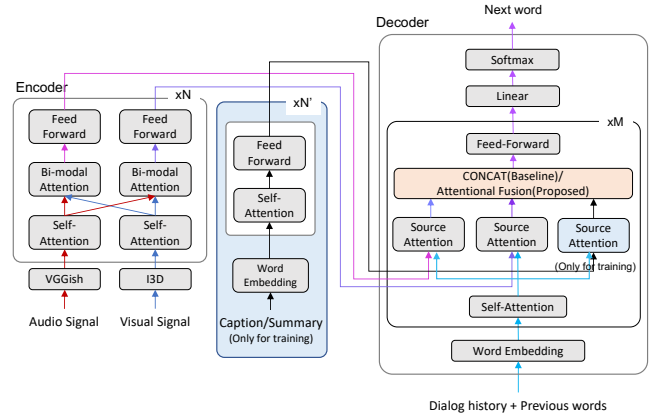 Next word
Decoder
Softmax
Linear
xM
Feed-Forward
CONCAT(Baseline)/
Attentional Fusion(Proposed)
Source
Attention
Source
Attention
Source
Attention
(Only for training)
Self-Attention
Word Embedding
Dialog history + Previous words
Encoder
xN
Feed
Forward
Feed
Forward
Bi-modal
Attention
Bi-modal
Attention
Self-
Attention
Self-
Attention
VGGish
I3D
Audio Signal
Visual Signal
xN'
Feed
Forward
Self-
Attention
Word
Embedding
Caption/Summary
(Only for training)